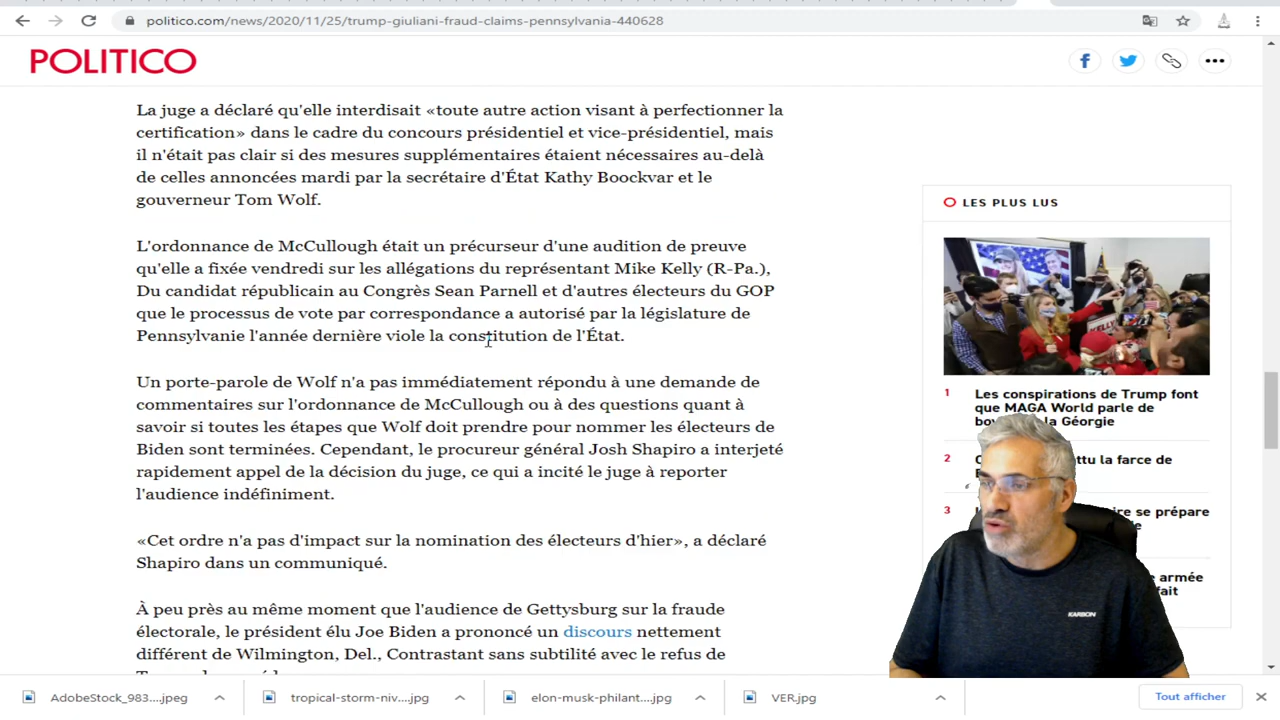 politico.com/news/2020/11/25/trump-giuliani-fraud-claims-pennsylvania-440628
POLITICO
La juge a déclaré qu'elle interdisait «toute autre action visant à perfectionner la
certification» dans le cadre du concours présidentiel et vice-présidentiel, mais
il n'était pas clair si des mesures supplémentaires étaient nécessaires au-delà
de celles annoncées mardi par la secrétaire d'État Kathy Boockvar et le
gouverneur Tom Wolf.
L'ordonnance de McCullough était un précurseur d'une audition de preuve
qu'elle a fixée vendredi sur les allégations du représentant Mike Kelly (R-Pa.),
Du candidat républicain au Congrès Sean Parnell et d'autres électeurs du GOP
que le processus de vote par correspondance a autorisé par la législature de
Pennsylvanie l'année dernière viole la constitution de l'État.
Un porte-parole de Wolf n'a pas immédiatement répondu à une demande de
commentaires sur l'ordonnance de McCullough ou à des questions quant à
savoir si toutes les étapes que Wolf doit prendre pour nommer les électeurs de
Biden sont terminées. Cependant, le procureur général Josh Shapiro a interjeté
rapidement appel de la décision du juge, ce qui a incité le juge à reporter
l'audience indéfiniment.
«Cet ordre n'a pas d'impact sur la nomination des électeurs d'hier», a déclaré
Shapiro dans un communiqué.
À peu près au même moment que l'audience de Gettysburg sur la fraude
électorale, le président élu Joe Biden a prononcé un discours nettement
différent de Wilmington, Del., Contrastant sans subtilité avec le refus de
LES PLUS LUS
1 Les conspirations de Trump font
que MAGA World parle de
la Géorgie
2 la farce de
3 se prépare
armée
fait
KARBON
AdobeStock_983....jpeg
tropical-storm-niv....jpg
elon-musk-philant....jpg
VER.jpg
Tout afficher